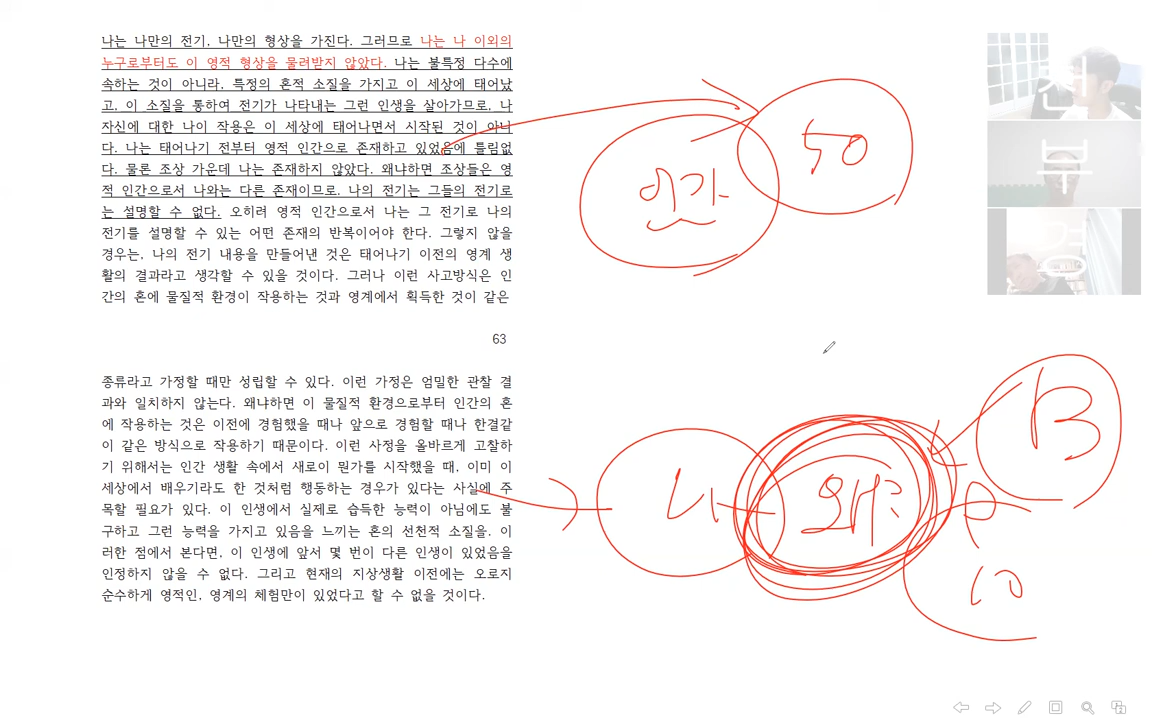 나는 나만의 전기, 나만의 형상을 가진다. 그러므로 나는 나 이외의
누구로부터도 이 영적 형상을 물려받지 않았다. 나는 불특정 다수에
속하는 것이 아니라, 특정의 혼적 소질을 가지고 이 세상에 태어났
고, 이 소질을 통하여 전기가 나타내는 그런 인생을 살아가므로, 나
자신에 대한 나이 작용은 이 세상에 태어나면서 시작된 것이 아니
다. 나는 태어나기 전부터 영적 인간으로 존재하고 있었음에 틀림없
다. 물론 조상 가운데 나는 존재하지 않았다. 왜냐하면 조상들은 영
적 인간으로서 나와는 다른 존재이므로, 나의 전기는 그들의 전기로
는 설명할 수 없다. 오히려 영적 인간으로서 나는 그 전기로 나의
전기를 설명할 수 있는 어떤 존재의 반복이어야 한다. 그렇지 않을
경우는, 나의 전기 내용을 만들어낸 것은 태어나기 이전의 영계 생
활의 결과라고 생각할 수 있을 것이다. 그러나 이런 사고방식은 인
간의 혼에 물질적 환경이 작용하는 것과 영계에서 획득한 것이 같은
63
종류라고 가정할 때만 성립할 수 있다. 이런 가정은 엄밀한 관찰 결
과와 일치하지 않는다. 왜냐하면 이 물질적 환경으로부터 인간의 혼
에 작용하는 것은 이전에 경험했을 때나 앞으로 경험할 때나 한결같
이 같은 방식으로 작용하기 때문이다. 이런 사정을 올바르게 고찰하
기 위해서는 인간 생활 속에서 새로이 뭔가를 시작했을 때, 이미 이
세상에서 배우기라도 한 것처럼 행동하는 경우가 있다는 사실에 주
목할 필요가 있다. 이 인생에서 실제로 습득한 능력이 아님에도 불
구하고 그런 능력을 가지고 있음을 느끼는 혼의 선천적 소질을. 이
러한 점에서 본다면, 이 인생에 앞서 몇 번이 다른 인생이 있었음을
인정하지 않을 수 없다. 그리고 현재의 지상생활 이전에는 오로지
순수하게 영적인, 영계의 체험만이 있었다고 할 수 없을 것이다.
인간
50
나
B
10
부
경